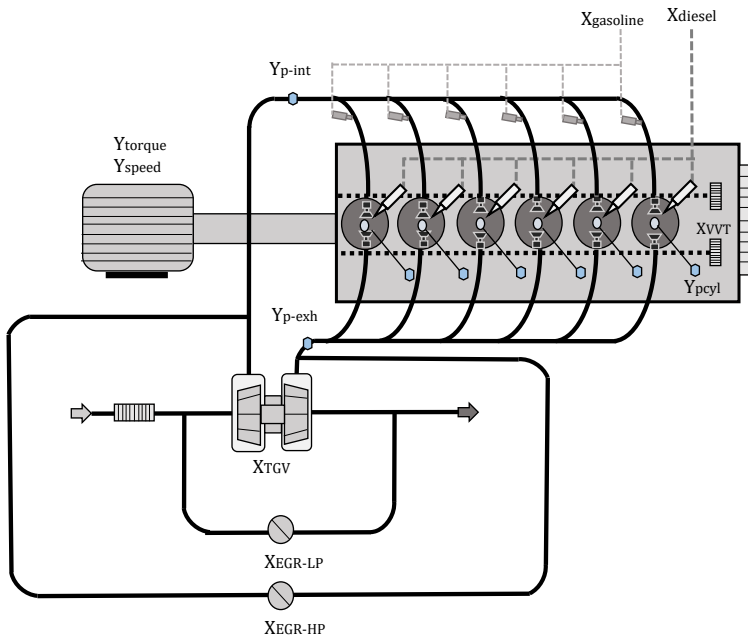 Xgasoline
Xdiesel
Yp-int
Ytorque
Yspeed
XVVT
Ypcyl
Yp-exh
XTGV
XEGR-LP
XEGR-HP